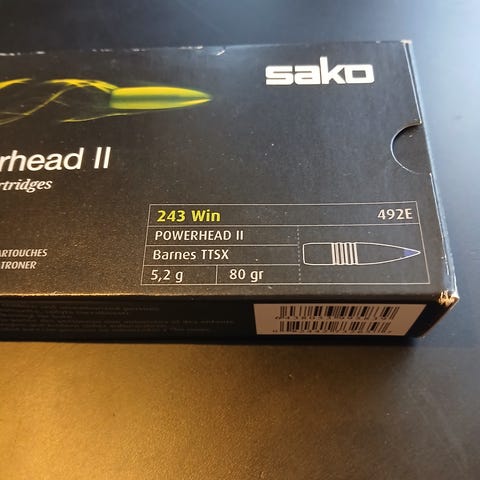 sako
rhead II
rtridges
243 Win 492E
POWERHEAD II
Barnes TTSX
5,2 g 80 gr
ARTOUCHES
TRONER